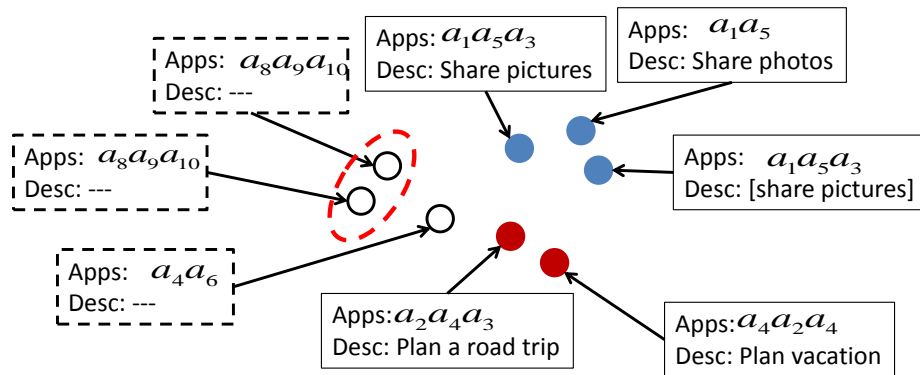 Apps: a₈a₉a₁₀
Desc: ---
Apps: a₁a₅a₃
Desc: Share pictures
Apps: a₁a₅
Desc: Share photos
Apps: a₈a₉a₁₀
Desc: ---
Apps: a₁a₅a₃
Desc: [share pictures]
Apps: a₄a₆
Desc: ---
Apps:a₂a₄a₃
Desc: Plan a road trip
Apps:a₄a₂a₄
Desc: Plan vacation